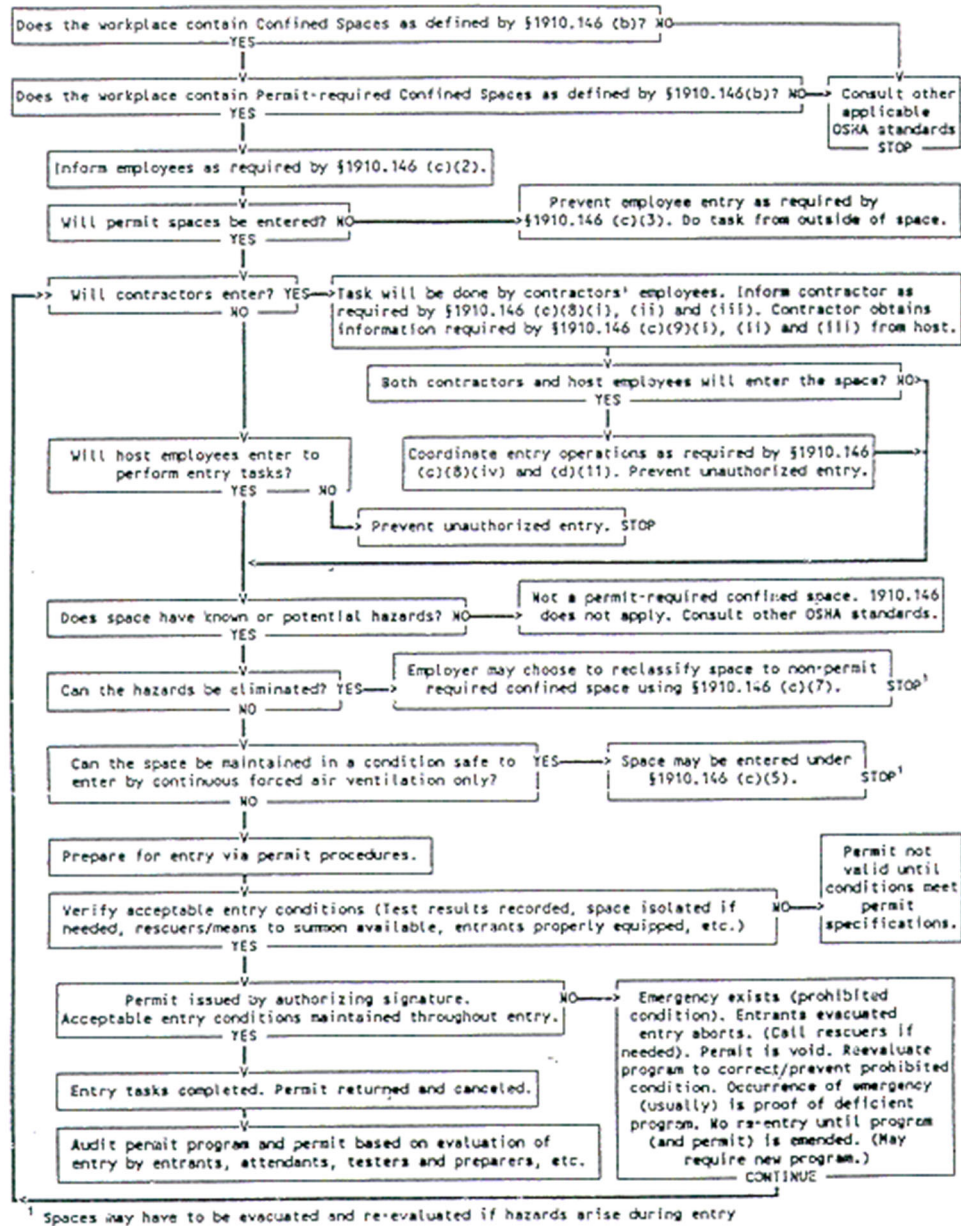 Does the workplace contain Confined Spaces as defined by §1910.146 (b)? NO
YES
Does the workplace contain Permit-required Confined Spaces as defined by §1910.146(b)? NO
YES
Consult other
applicable
OSHA standards
STOP
Inform employees as required by §1910.146 (c)(2).
Will permit spaces be entered? NO
YES
Prevent employee entry as required by
§1910.146 (c)(3). Do task from outside of space.
Will contractors enter? YES
NO
Task will be done by contractors' employees. Inform contractor as
required by §1910.146 (c)(8)(i), (ii) and (iii). Contractor obtains
information required by §1910.146 (c)(9)(i), (ii) and (iii) from host.
Both contractors and host employees will enter the space? NO
YES
Coordinate entry operations as required by §1910.146
(c)(8)(iv) and (d)(11). Prevent unauthorized entry.
Will host employees enter to
perform entry tasks?
YES NO
Prevent unauthorized entry. STOP
Does space have known or potential hazards? NO
YES
Not a permit-required confined space. 1910.146
does not apply. Consult other OSHA standards.
Can the hazards be eliminated? YES
NO
Employer may choose to reclassify space to non-permit
required confined space using §1910.146 (c)(7). STOP¹
Can the space be maintained in a condition safe to
enter by continuous forced air ventilation only?
YES
NO
Space may be entered under
§1910.146 (c)(5). STOP¹
Prepare for entry via permit procedures.
Verify acceptable entry conditions (Test results recorded, space isolated if
needed, rescuers/means to summon available, entrants properly equipped, etc.)
NO
YES
Permit not
valid until
conditions meet
permit
specifications.
Permit issued by authorizing signature.
Acceptable entry conditions maintained throughout entry.
NO
YES
Emergency exists (prohibited
condition). Entrants evacuated
entry aborts. (Call rescuers if
needed). Permit is void. Reevaluate
program to correct/prevent prohibited
condition. Occurrence of emergency
(usually) is proof of deficient
program. No re-entry until program
(and permit) is emended. (May
require new program.)
CONTINUE
Entry tasks completed. Permit returned and canceled.
Audit permit program and permit based on evaluation of
entry by entrants, attendants, testers and preparers, etc.
¹ Spaces may have to be evacuated and re-evaluated if hazards arise during entry